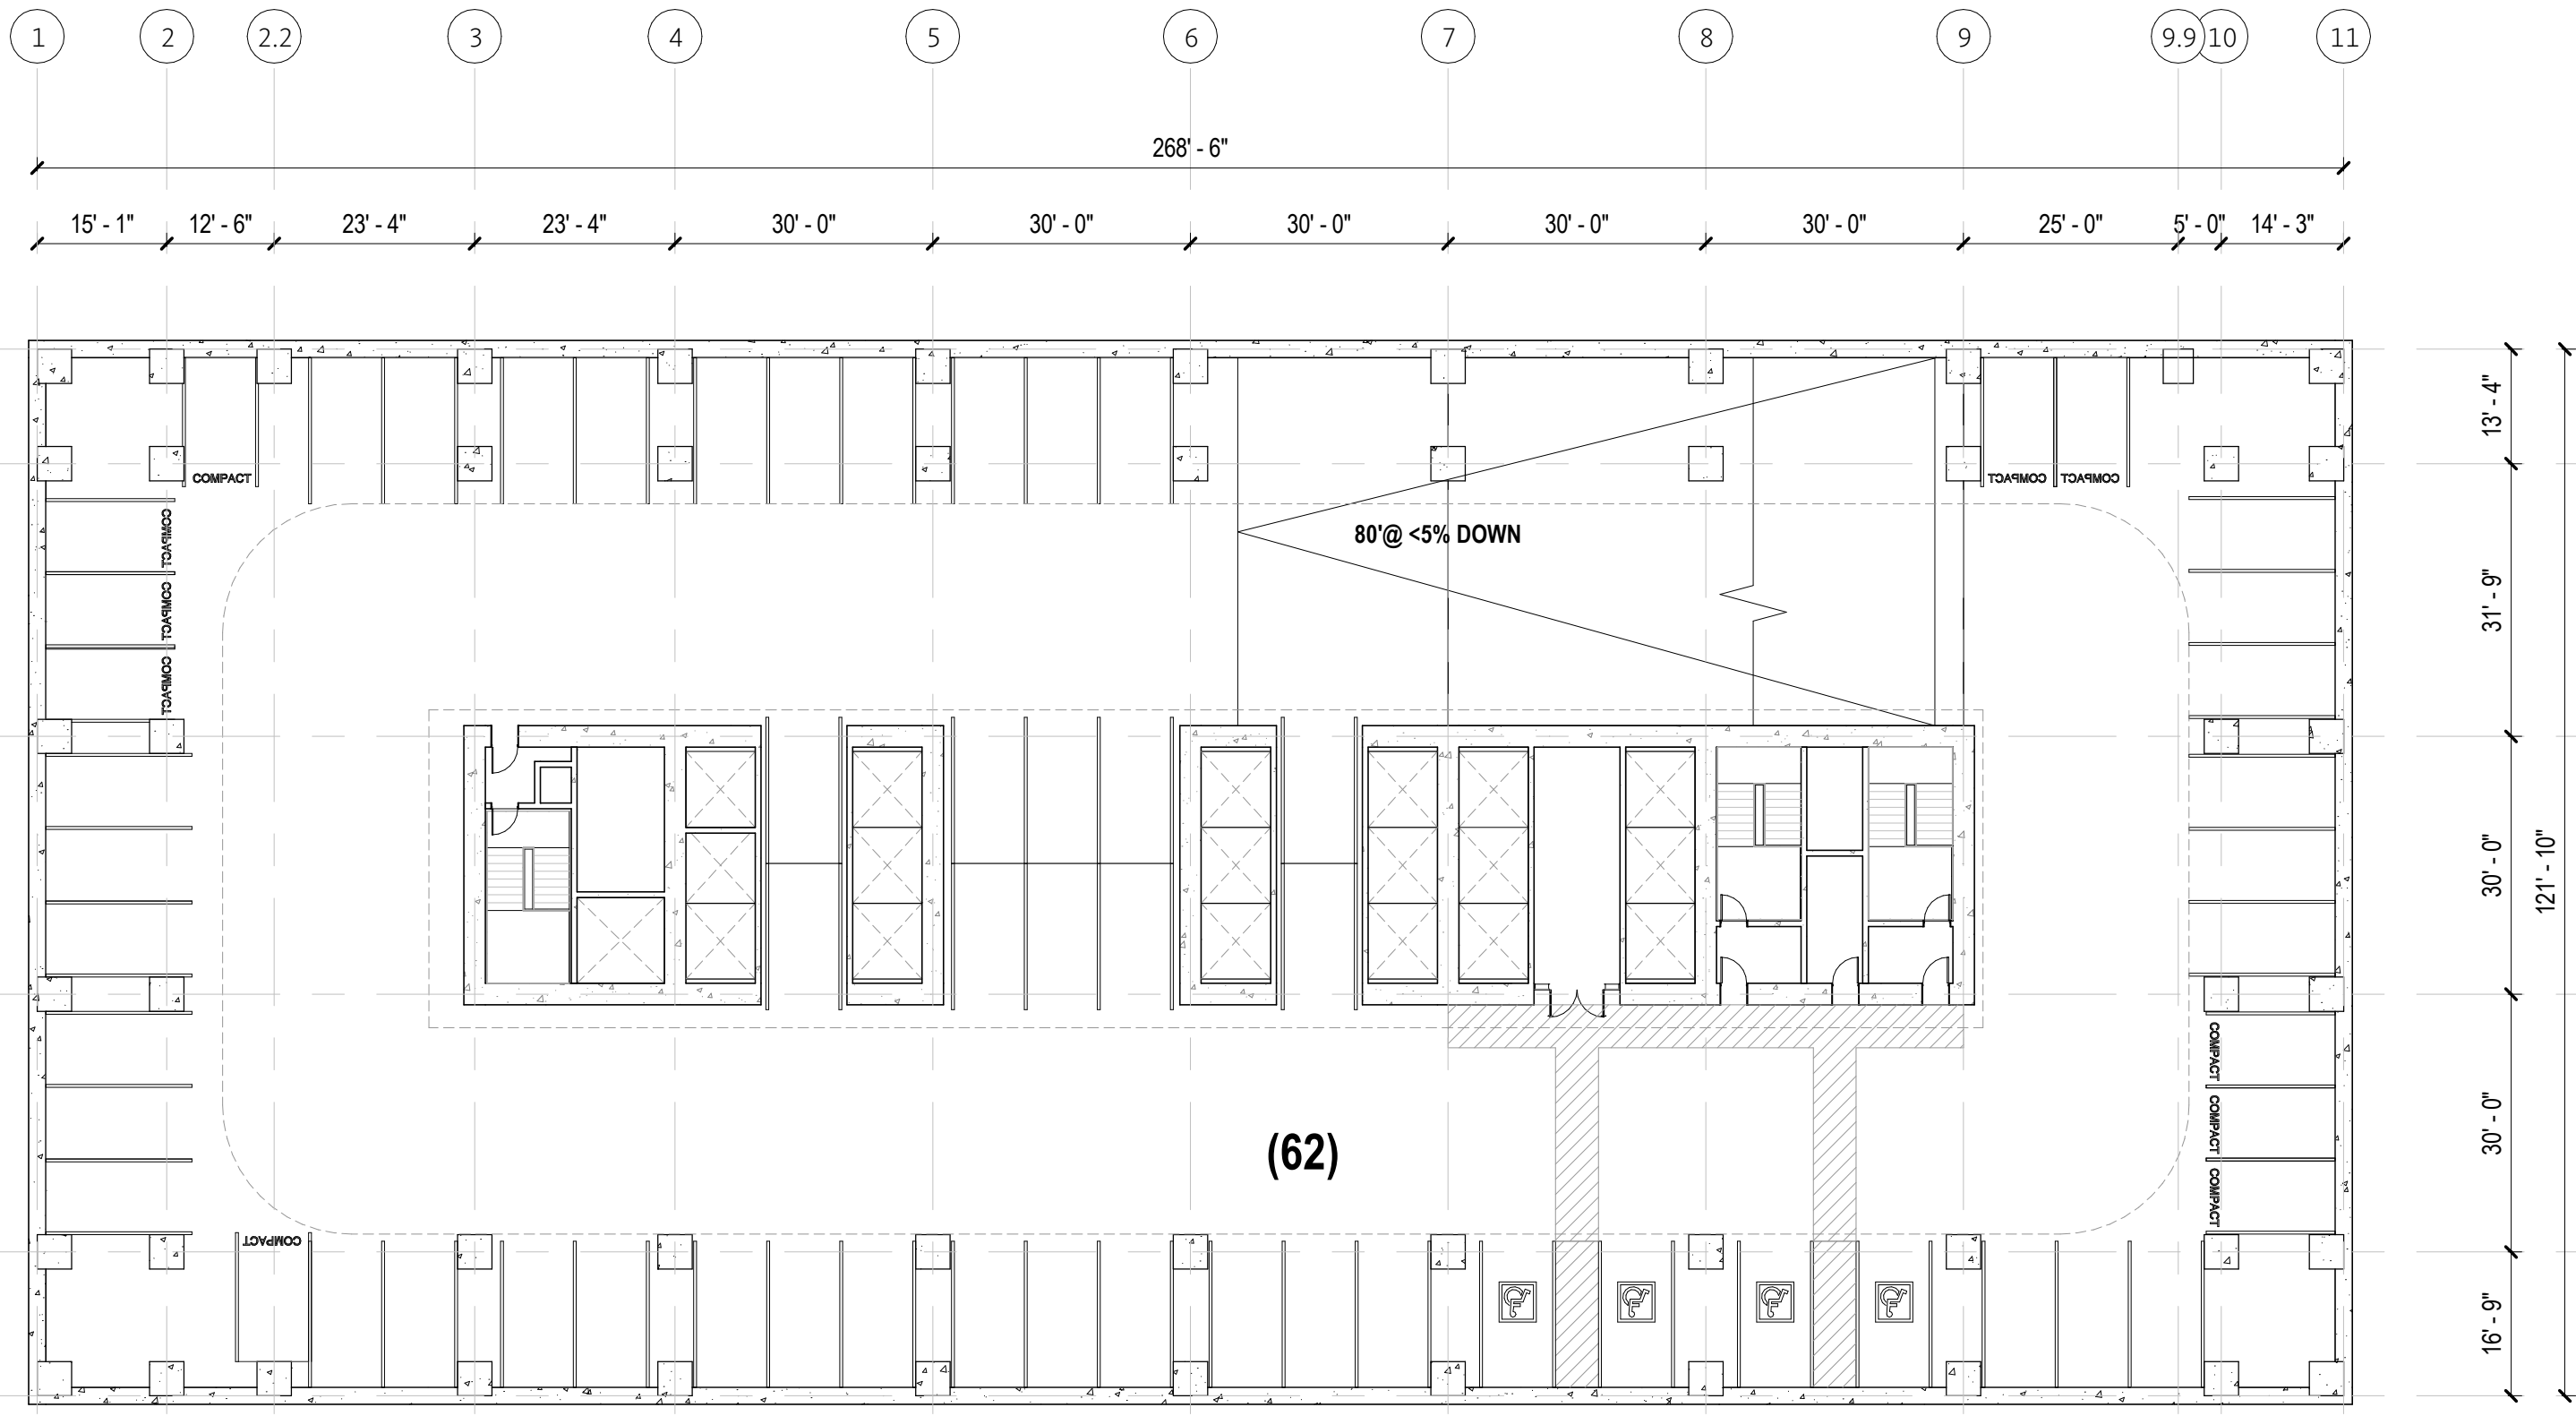 1 2 2.2 3 4 5 6 7 8 9 9.9 10 11
268' - 6"
15' - 1" 12' - 6" 23' - 4" 23' - 4" 30' - 0" 30' - 0" 30' - 0" 30' - 0" 30' - 0" 25' - 0" 5' - 0" 14' - 3"
13' - 4"
COMPACT
COMPACT COMPACT
COMPACT
COMPACT
COMPACT
80'@ <5% DOWN
31' - 9"
30' - 0"
121' - 10"
COMPACT
COMPACT
COMPACT
30' - 0"
(62)
COMPACT
16' - 9"